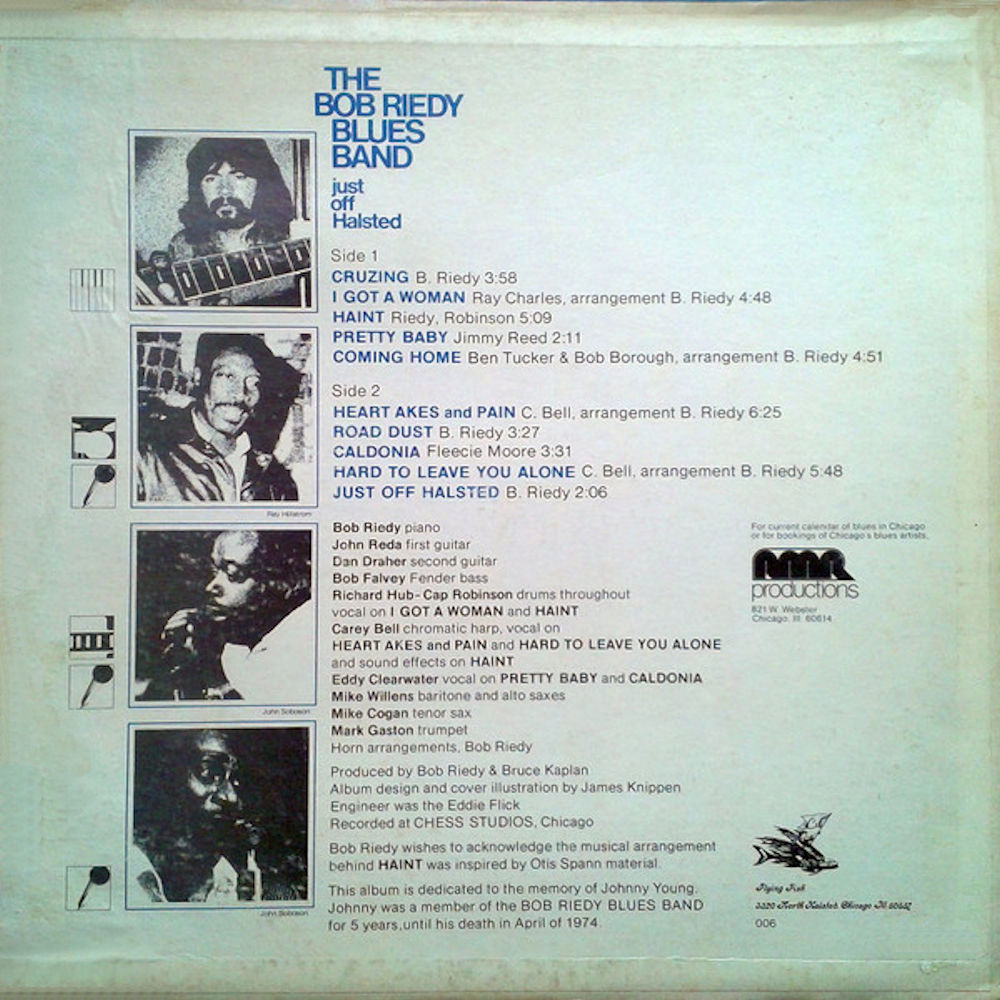 THE
BOB RIEDY
BLUES
BAND
just
off
Halsted
Side 1
CRUZING B. Riedy 3:58
I GOT A WOMAN Ray Charles, arrangement B. Riedy 4:48
HAINT Riedy, Robinson 5:09
PRETTY BABY Jimmy Reed 2:11
COMING HOME Ben Tucker & Bob Borough, arrangement B. Riedy 4:51
Side 2
HEART AKES and PAIN C. Bell, arrangement B. Riedy 6:25
ROAD DUST B. Riedy 3:27
CALDONIA Fleecie Moore 3:31
HARD TO LEAVE YOU ALONE C. Bell, arrangement B. Riedy 5:48
JUST OFF HALSTED B. Riedy 2:06
Ray Hillstrom
Bob Riedy piano
John Reda first guitar
Dan Draher second guitar
Bob Falvey Fender bass
Richard Hub-Cap Robinson drums throughout
vocal on I GOT A WOMAN and HAINT
Carey Bell chromatic harp, vocal on
HEART AKES and PAIN and HARD TO LEAVE YOU ALONE
and sound effects on HAINT
Eddy Clearwater vocal on PRETTY BABY and CALDONIA
Mike Willens baritone and alto saxes
Mike Cogan tenor sax
Mark Gaston trumpet
Horn arrangements, Bob Riedy
For current calendar of blues in Chicago
or for bookings of Chicago's blues artists.
productions
821 W. Webster
Chicago. Ill 60614
John Soboson
Produced by Bob Riedy & Bruce Kaplan
Album design and cover illustration by James Knippen
Engineer was the Eddie Flick
Recorded at CHESS STUDIOS, Chicago
Bob Riedy wishes to acknowledge the musical arrangement
behind HAINT was inspired by Otis Spann material.
This album is dedicated to the memory of Johnny Young.
Johnny was a member of the BOB RIEDY BLUES BAND
for 5 years,until his death in April of 1974.
John Soboson
Flying Fish
3320 North Halsted, Chicago Ill 60657
006